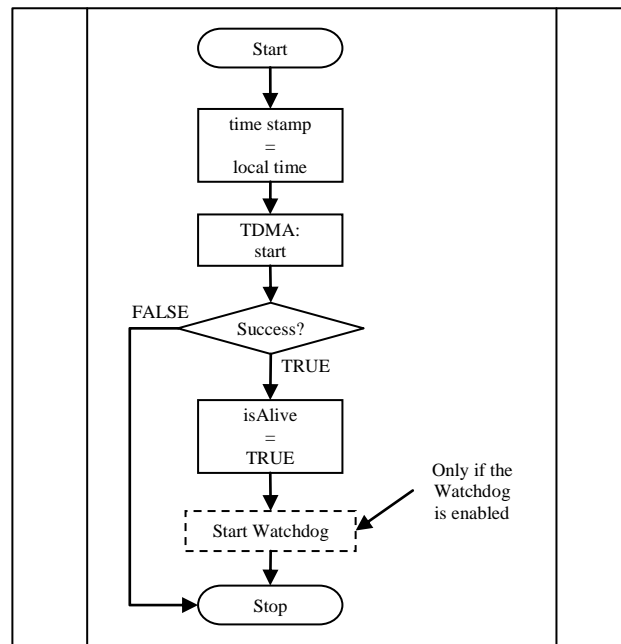 Start
time stamp
=
local time
TDMA:
start
FALSE
Success?
TRUE
isAlive
=
TRUE
Only if the
Watchdog
is enabled
Start Watchdog
Stop